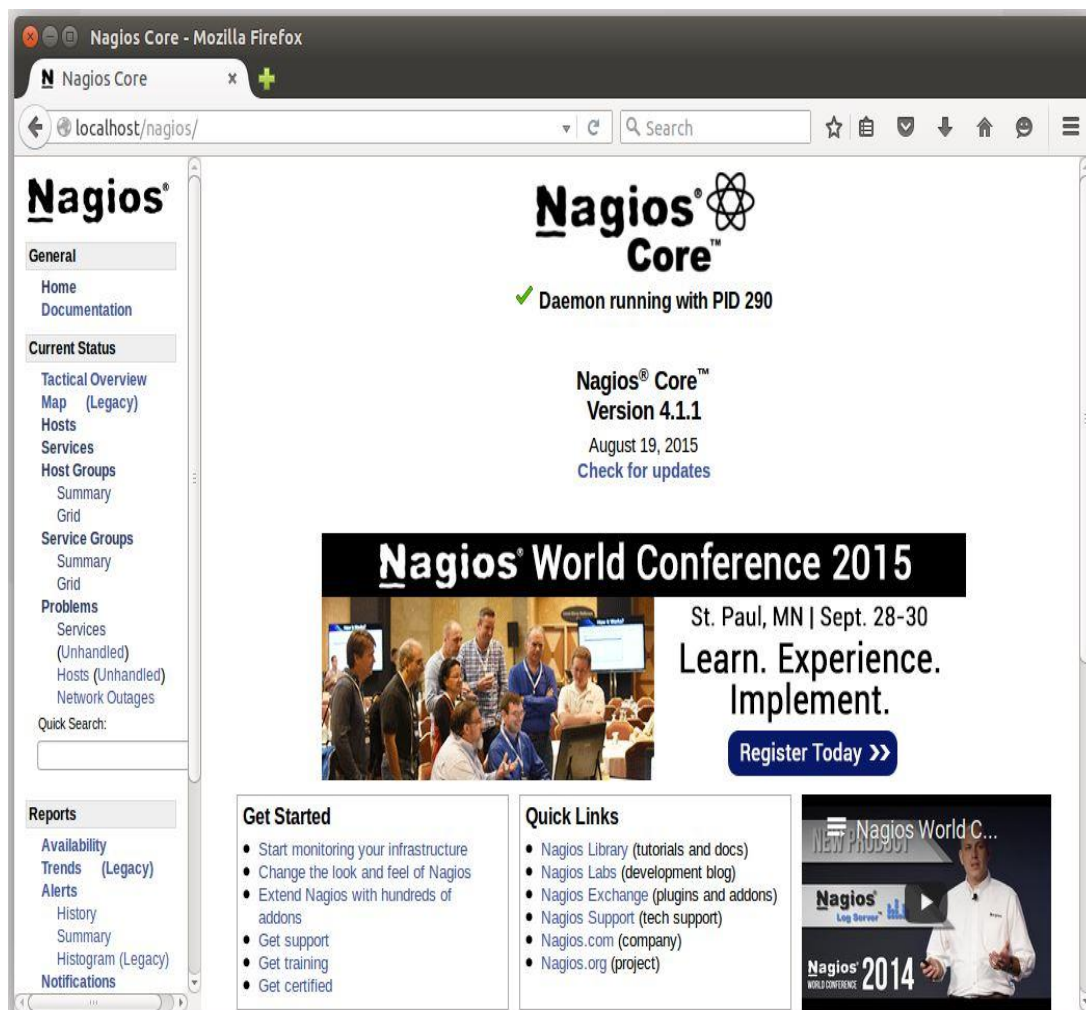 Nagios Core - Mozilla Firefox
N Nagios Core
localhost/nagios/
Search
Nagios®
General
Home
Documentation
Current Status
Tactical Overview
Map (Legacy)
Hosts
Services
Host Groups
Summary
Grid
Service Groups
Summary
Grid
Problems
Services
(Unhandled)
Hosts (Unhandled)
Network Outages
Quick Search:
Reports
Availability
Trends (Legacy)
Alerts
History
Summary
Histogram (Legacy)
Notifications
Nagios®
Core™
Daemon running with PID 290
Nagios® Core™
Version 4.1.1
August 19, 2015
Check for updates
Nagios® World Conference 2015
St. Paul, MN | Sept. 28-30
Learn. Experience.
Implement.
Register Today
Get Started
Start monitoring your infrastructure
Change the look and feel of Nagios
Extend Nagios with hundreds of
addons
Get support
Get training
Get certified
Quick Links
Nagios Library (tutorials and docs)
Nagios Labs (development blog)
Nagios Exchange (plugins and addons)
Nagios Support (tech support)
Nagios.com (company)
Nagios.org (project)
Nagios World C...
NEW PRODUCT
Nagios®
Log Server™
Nagios® 2014
WORLD CONFERENCE